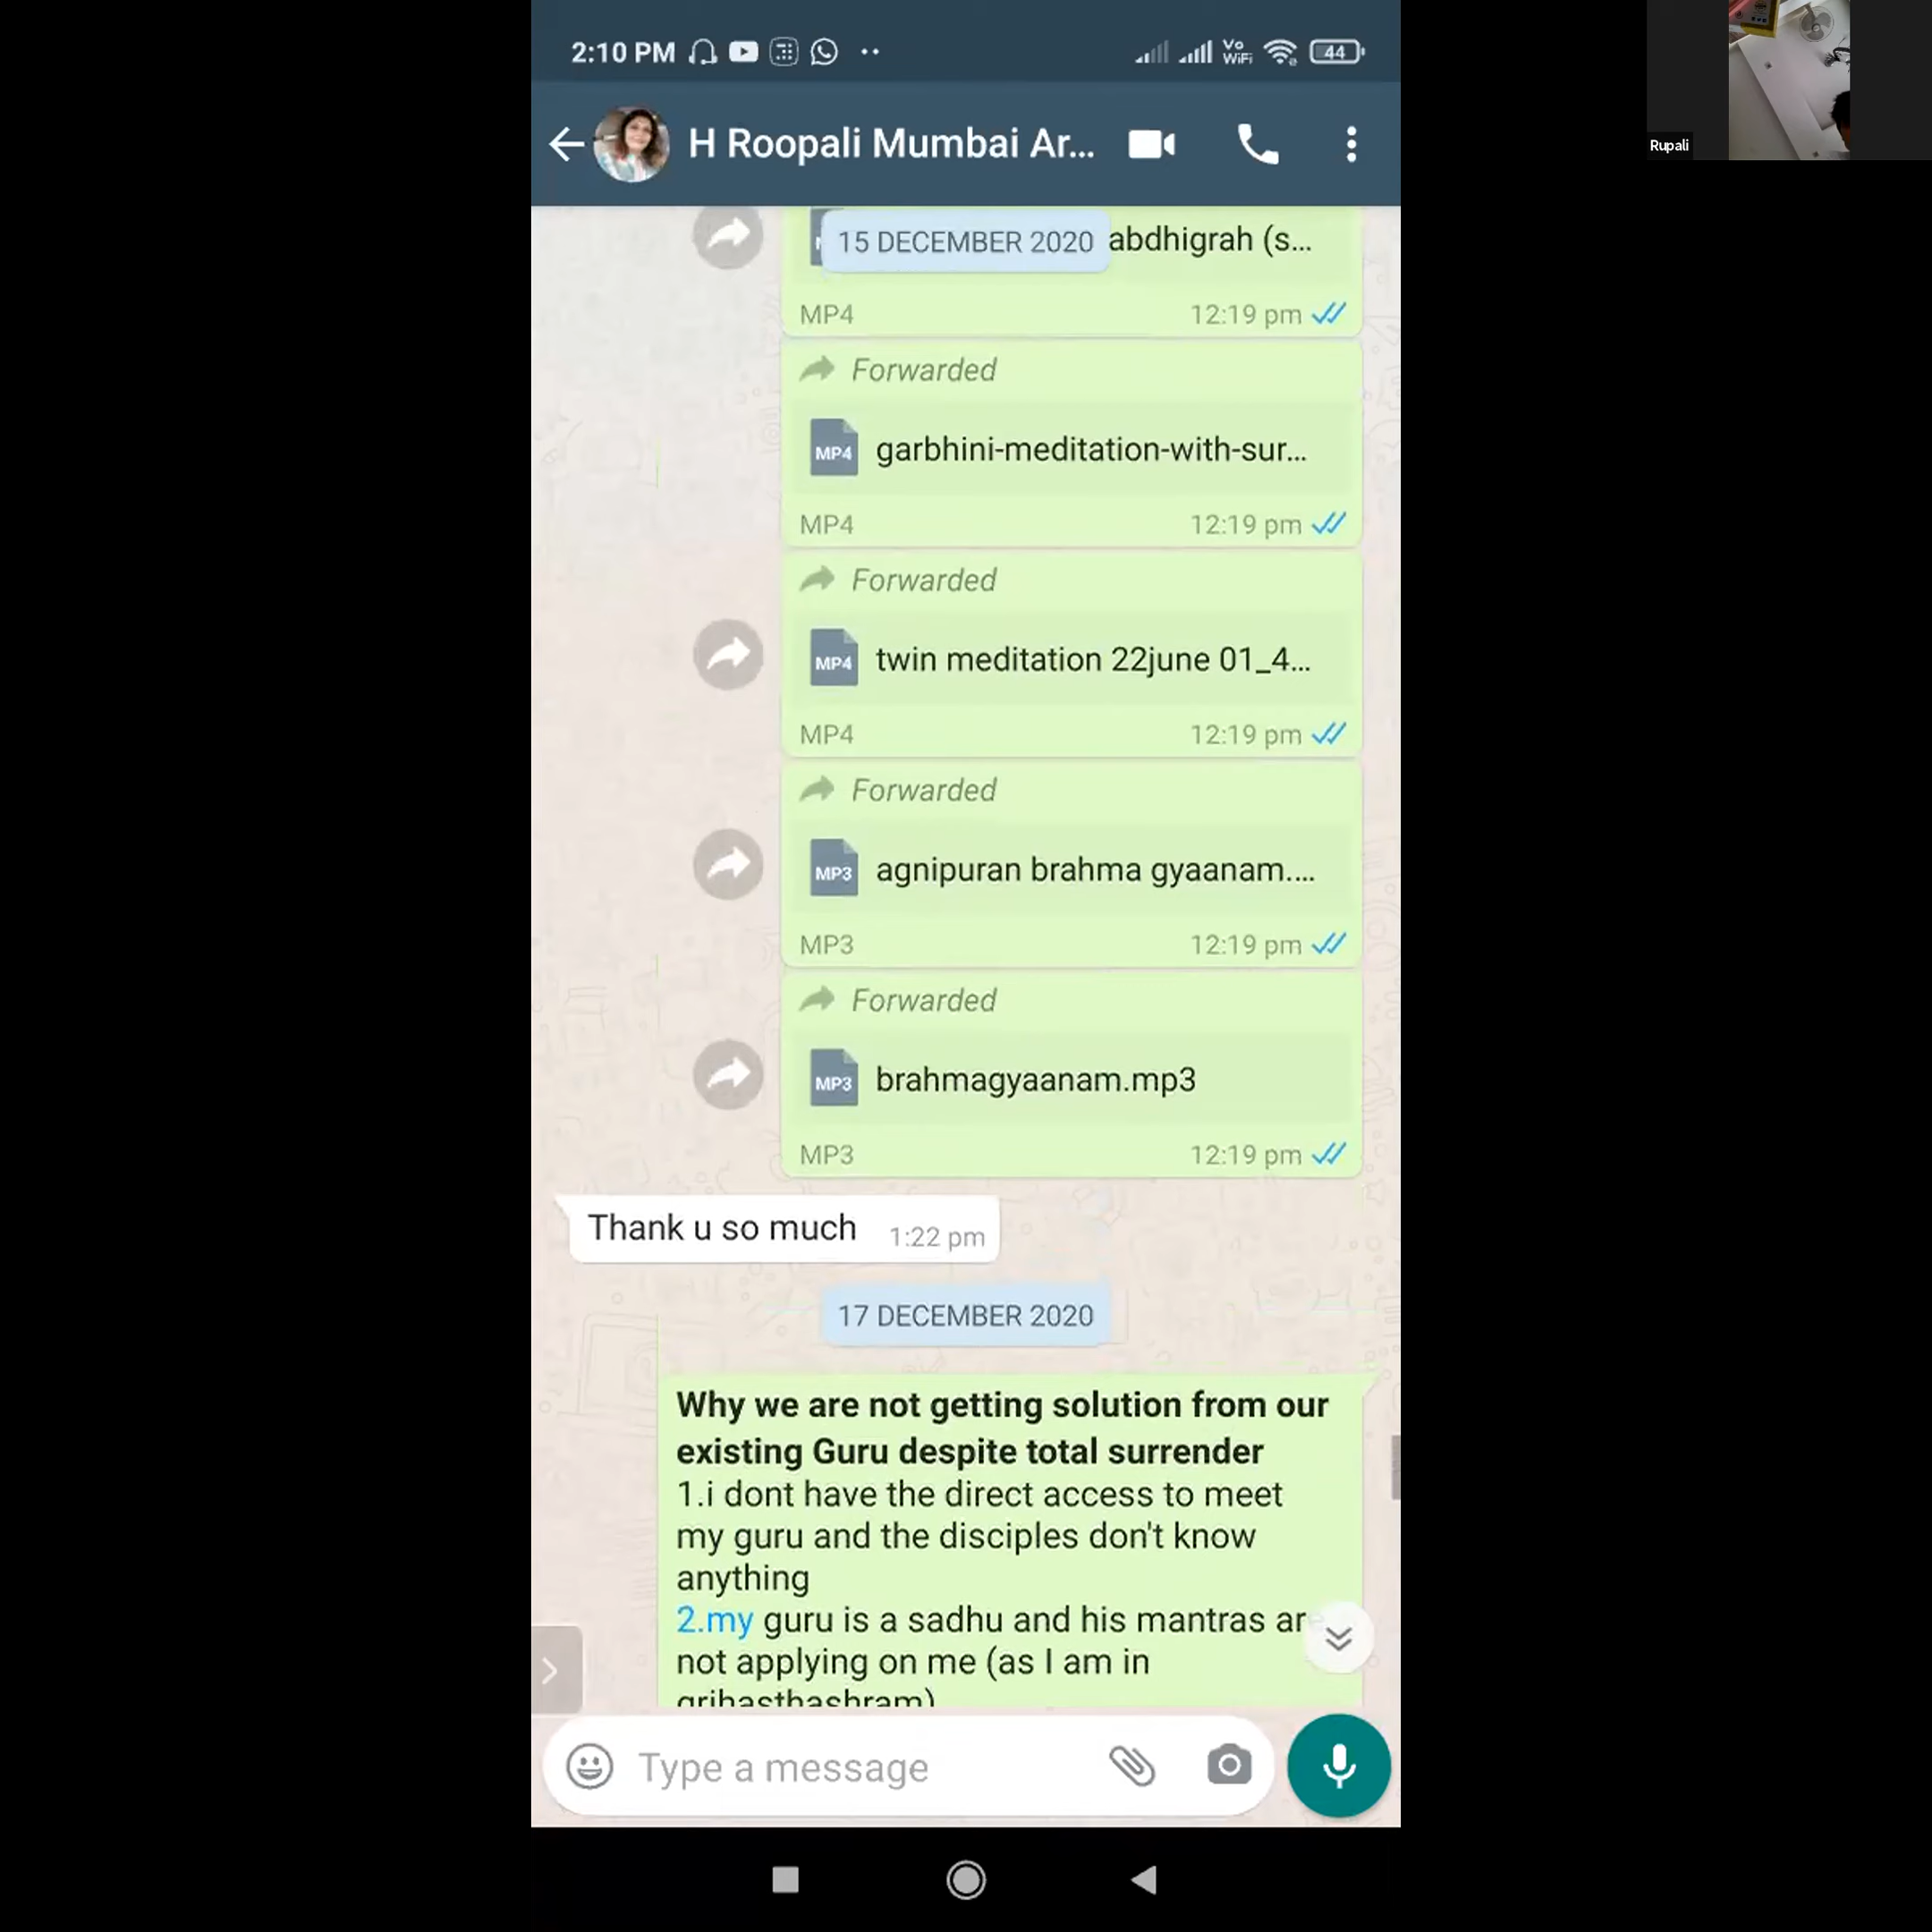 2:10 PM
Vo
WiFi
44
Rupali
H Roopali Mumbai Ar...
15 DECEMBER 2020
abdhigrah (s...
MP4
12:19 pm
Forwarded
MP4
garbhini-meditation-with-sur...
MP4
12:19 pm
Forwarded
MP4
twin meditation 22june 01_4...
MP4
12:19 pm
Forwarded
MP3
agnipuran brahma gyaanam....
MP3
12:19 pm
Forwarded
MP3
brahmagyaanam.mp3
MP3
12:19 pm
Thank u so much
1:22 pm
17 DECEMBER 2020
Why we are not getting solution from our
existing Guru despite total surrender
1.i dont have the direct access to meet
my guru and the disciples don't know
anything
2.my guru is a sadhu and his mantras are
not applying on me (as I am in
grihasthashram)
Type a message